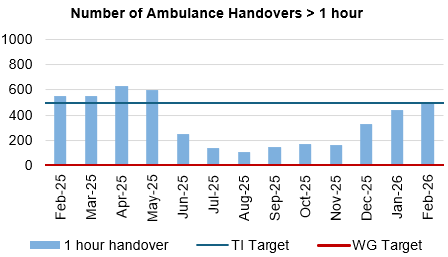 Number of Ambulance Handovers > 1 hour
1000
800
600
400
200
0
Feb-25
Mar-25
Apr-25
May-25
Jun-25
Jul-25
Aug-25
Sep-25
Oct-25
Nov-25
Dec-25
Jan-26
Feb-26
1 hour handover TI Target WG Target